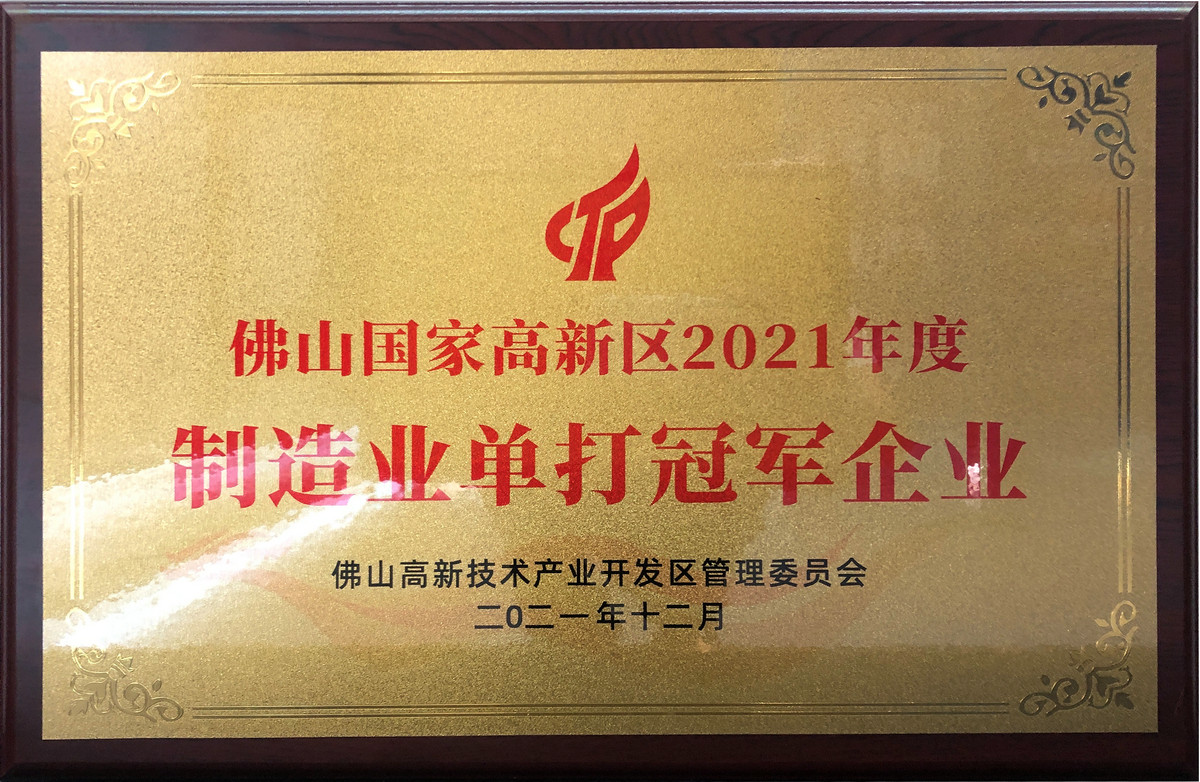 佛山国家高新区2021年度
制造业单打冠军企业
佛山高新技术产业开发区管理委员会
二0二一年十二月